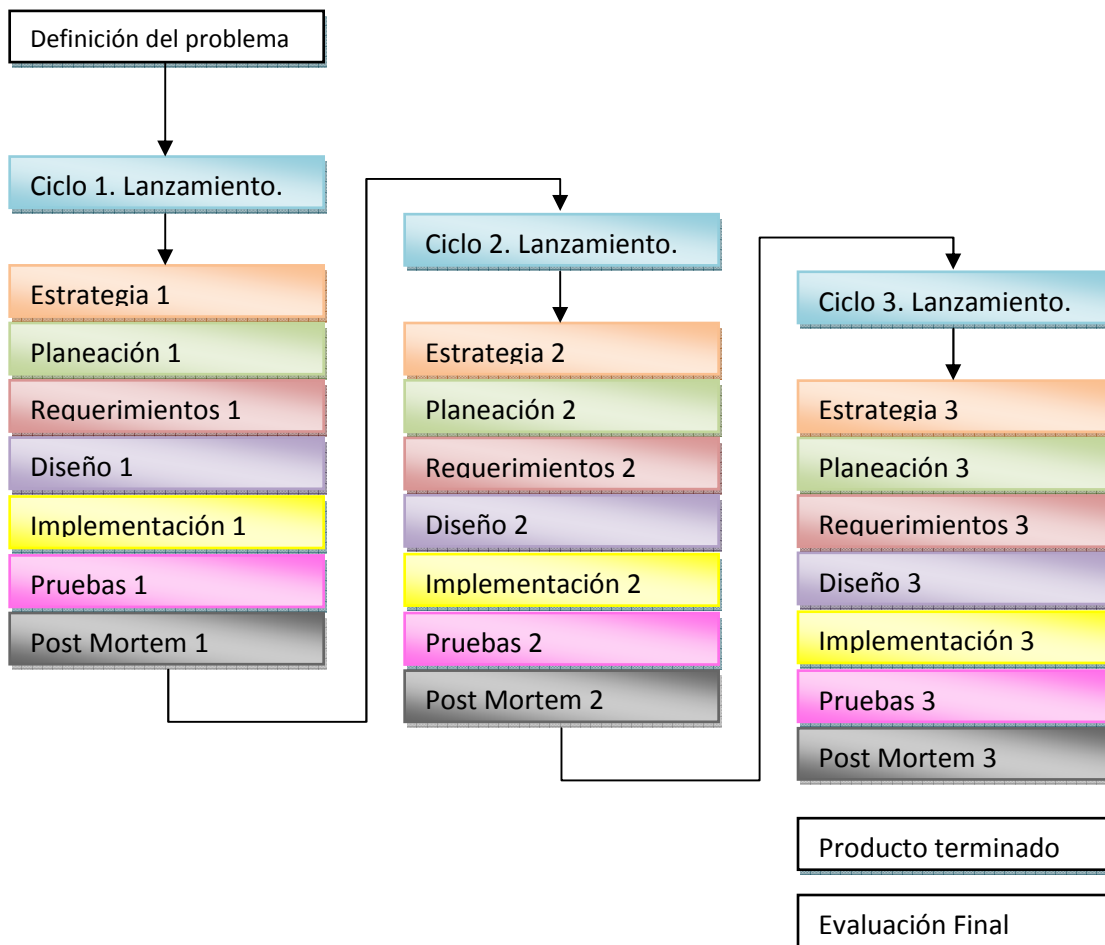 Definición del problema
Ciclo 1. Lanzamiento.
Estrategia 1
Planeación 1
Requerimientos 1
Diseño 1
Implementación 1
Pruebas 1
Post Mortem 1
Ciclo 2. Lanzamiento.
Estrategia 2
Planeación 2
Requerimientos 2
Diseño 2
Implementación 2
Pruebas 2
Post Mortem 2
Ciclo 3. Lanzamiento.
Estrategia 3
Planeación 3
Requerimientos 3
Diseño 3
Implementación 3
Pruebas 3
Post Mortem 3
Producto terminado
Evaluación Final